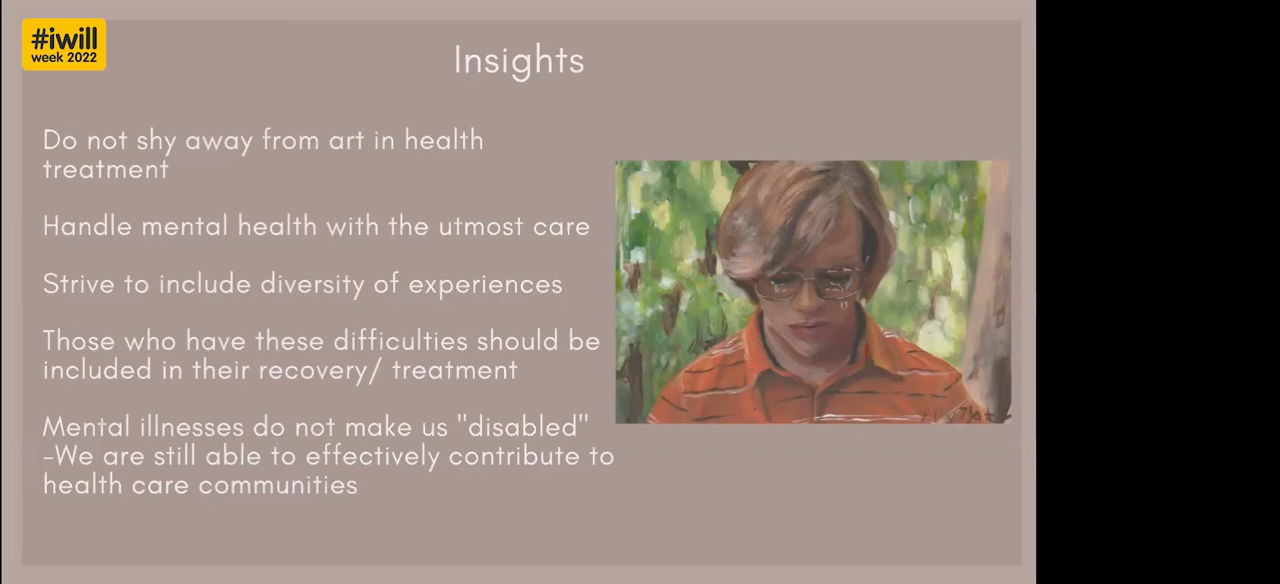 #iwill
week 2022
Insights
Do not shy away from art in health
treatment
Handle mental health with the utmost care
Strive to include diversity of experiences
Those who have these difficulties should be
included in their recovery/ treatment
Mental illnesses do not make us "disabled"
-We are still able to effectively contribute to
health care communities